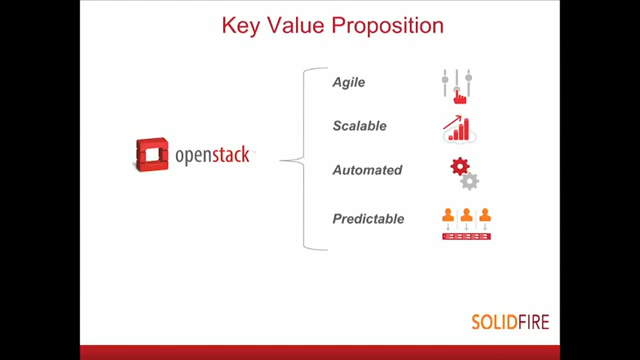 Key Value Proposition
Agile
Scalable
openstack
Automated
Predictable
SOLIDFIRE